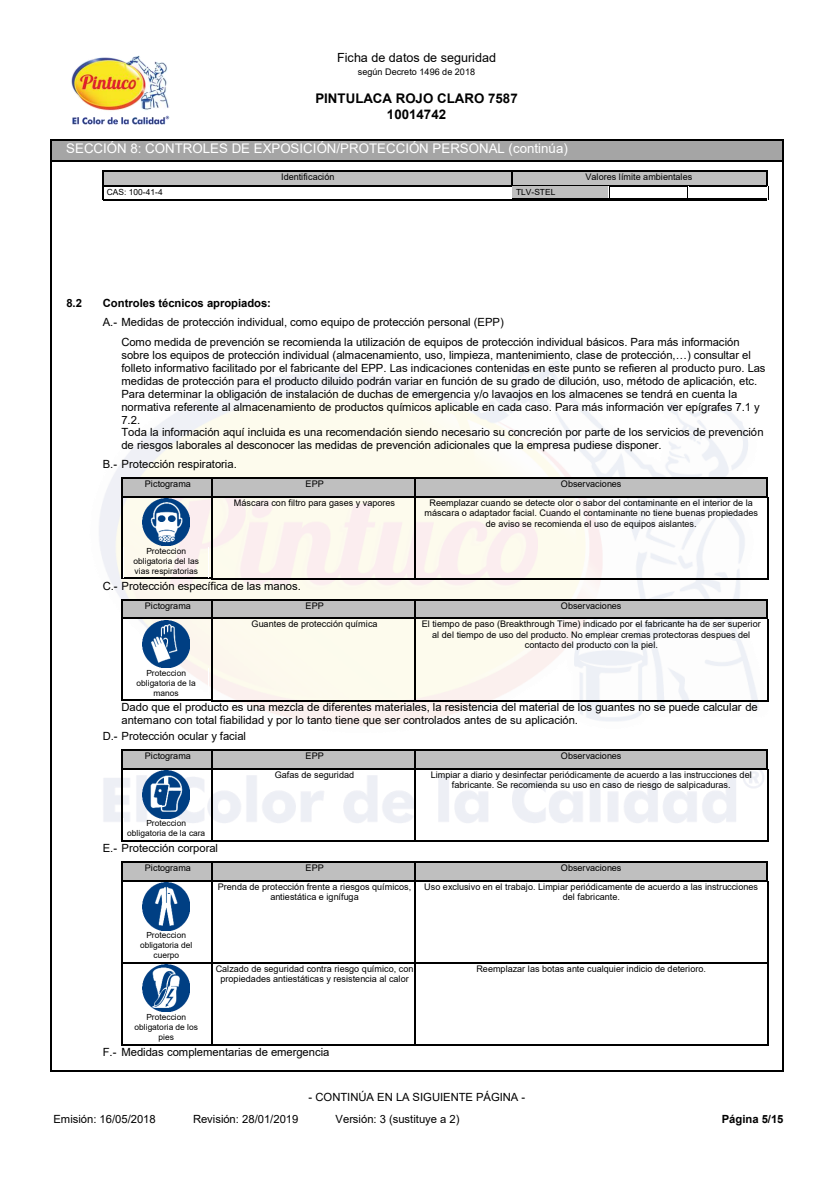 Ficha de datos de seguridad
según Decreto 1496 de 2018
Pintuco®
El Color de la Calidad®
PINTULACA ROJO CLARO 7587
10014742
SECCIÓN 8: CONTROLES DE EXPOSICIÓN/PROTECCIÓN PERSONAL (continúa)
Identificación Valores límite ambientales
CAS: 100-41-4 TLV-STEL
8.2 Controles técnicos apropiados:
A.- Medidas de protección individual, como equipo de protección personal (EPP)
Como medida de prevención se recomienda la utilización de equipos de protección individual básicos. Para más información
sobre los equipos de protección individual (almacenamiento, uso, limpieza, mantenimiento, clase de protección,…) consultar el
folleto informativo facilitado por el fabricante del EPP. Las indicaciones contenidas en este punto se refieren al producto puro. Las
medidas de protección para el producto diluido podrán variar en función de su grado de dilución, uso, método de aplicación, etc.
Para determinar la obligación de instalación de duchas de emergencia y/o lavaojos en los almacenes se tendrá en cuenta la
normativa referente al almacenamiento de productos químicos aplicable en cada caso. Para más información ver epígrafes 7.1 y
7.2.
Toda la información aquí incluida es una recomendación siendo necesario su concreción por parte de los servicios de prevención
de riesgos laborales al desconocer las medidas de prevención adicionales que la empresa pudiese disponer.
B.- Protección respiratoria.
Pictograma EPP Observaciones
Máscara con filtro para gases y vapores
Reemplazar cuando se detecte olor o sabor del contaminante en el interior de la
máscara o adaptador facial. Cuando el contaminante no tiene buenas propiedades
de aviso se recomienda el uso de equipos aislantes.
Proteccion
obligatoria del las
vias respiratorias
C.- Protección específica de las manos.
Pictograma EPP Observaciones
Guantes de protección química
El tiempo de paso (Breakthrough Time) indicado por el fabricante ha de ser superior
al del tiempo de uso del producto. No emplear cremas protectoras despues del
contacto del producto con la piel.
Proteccion
obligatoria de la
manos
Dado que el producto es una mezcla de diferentes materiales, la resistencia del material de los guantes no se puede calcular de
antemano con total fiabilidad y por lo tanto tiene que ser controlados antes de su aplicación.
D.- Protección ocular y facial
Pictograma EPP Observaciones
Gafas de seguridad
Limpiar a diario y desinfectar periódicamente de acuerdo a las instrucciones del
fabricante. Se recomienda su uso en caso de riesgo de salpicaduras.
Proteccion
obligatoria de la cara
E.- Protección corporal
Pictograma EPP Observaciones
Prenda de protección frente a riesgos químicos,
antiestática e ignífuga
Uso exclusivo en el trabajo. Limpiar periódicamente de acuerdo a las instrucciones
del fabricante.
Proteccion
obligatoria del
cuerpo
Calzado de seguridad contra riesgo químico, con
propiedades antiestáticas y resistencia al calor
Reemplazar las botas ante cualquier indicio de deterioro.
Proteccion
obligatoria de los
pies
F.- Medidas complementarias de emergencia
Pintuco
El Color de la Calidad®
- CONTINÚA EN LA SIGUIENTE PÁGINA -
Emisión: 16/05/2018 Revisión: 28/01/2019 Versión: 3 (sustituye a 2) Página 5/15